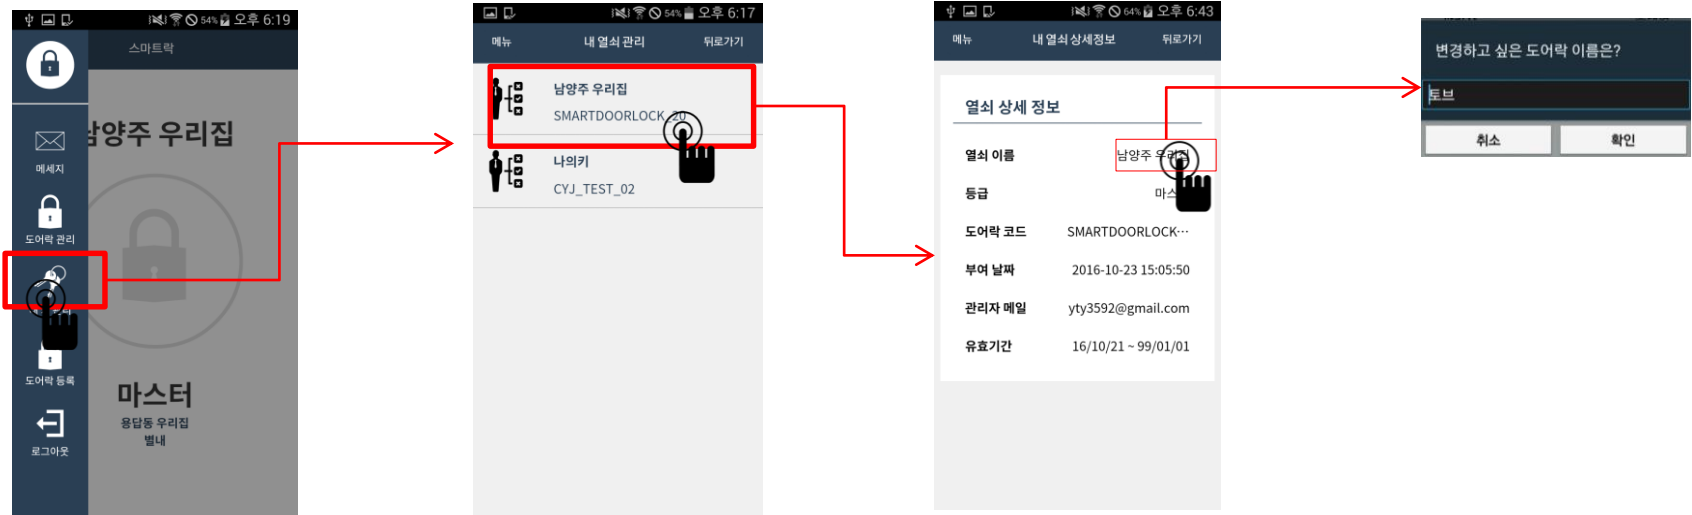 54% 오후 6:19
스마트락
남양주 우리집
메세지
도어락 관리
도어락 등록
로그아웃
마스터
용답동 우리집
별내
54% 오후 6:17
메뉴 내 열쇠 관리 뒤로가기
남양주 우리집
SMARTDOORLOCK_20
나의키
CYJ_TEST_02
64% 오후 6:43
메뉴 내 열쇠 상세정보 뒤로가기
열쇠 상세 정보
열쇠 이름 남양주 우리집
등급 마스
도어락 코드 SMARTDOORLOCK···
부여 날짜 2016-10-23 15:05:50
관리자 메일 yty3592@gmail.com
유효기간 16/10/21 ~ 99/01/01
변경하고 싶은 도어락 이름은?
토브
취소 확인